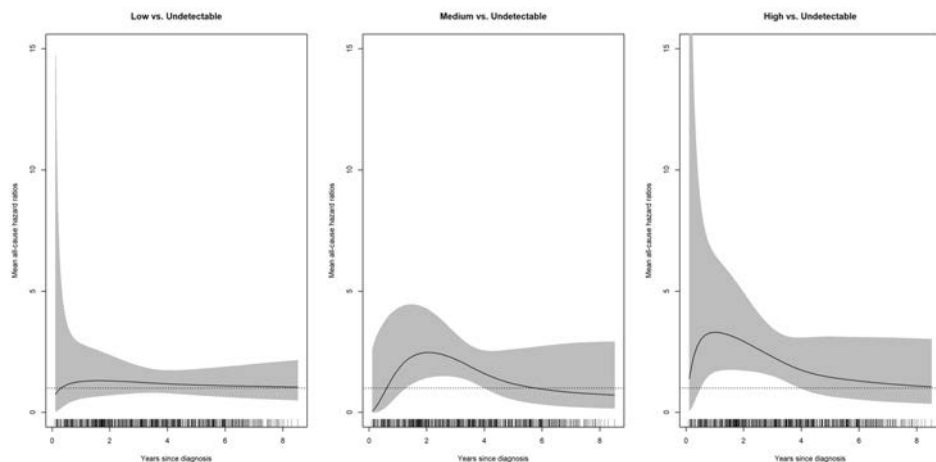 Low vs. Undetectable
Mean all-cause hazard ratios
15
10
5
0
0 2 4 6 8
Years since diagnosis
Medium vs. Undetectable
Mean all-cause hazard ratios
15
10
5
0
0 2 4 6 8
Years since diagnosis
High vs. Undetectable
Mean all-cause hazard ratios
15
10
5
0
0 2 4 6 8
Years since diagnosis